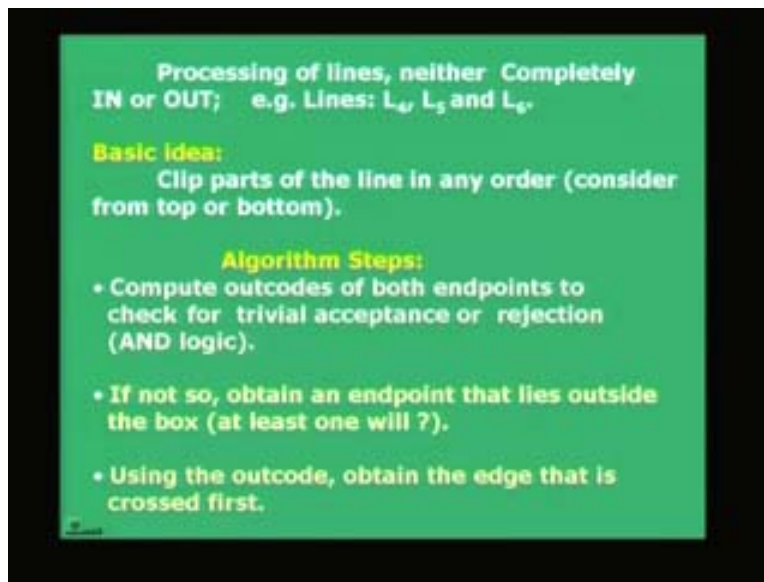 Processing of lines, neither Completely
IN or OUT; e.g. Lines: L₄, L₅ and L₆.
Basic idea:
Clip parts of the line in any order (consider
from top or bottom).
Algorithm Steps:
• Compute outcodes of both endpoints to
check for trivial acceptance or rejection
(AND logic).
• If not so, obtain an endpoint that lies outside
the box (at least one will ?).
• Using the outcode, obtain the edge that is
crossed first.